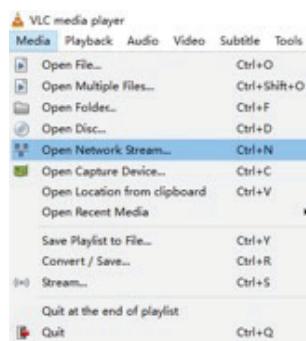 VLC media player
Media Playback Audio Video Subtitle Tools
Open File... Ctrl+O
Open Multiple Files... Ctrl+Shift+O
Open Folder... Ctrl+F
Open Disc... Ctrl+D
Open Network Stream... Ctrl+N
Open Capture Device... Ctrl+C
Open Location from clipboard Ctrl+V
Open Recent Media
Save Playlist to File... Ctrl+Y
Convert / Save... Ctrl+R
Stream... Ctrl+S
Quit at the end of playlist
Quit Ctrl+Q